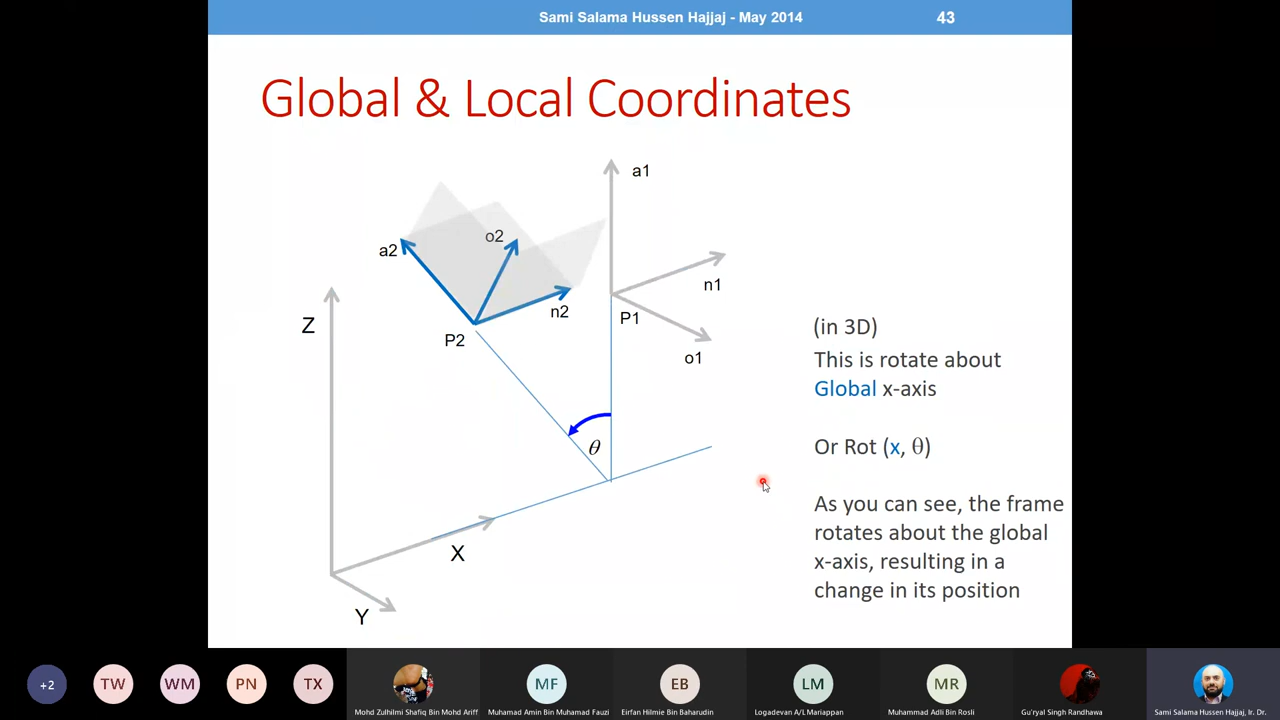 Sami Salama Hussen Hajjaj - May 2014
43
Global & Local Coordinates
a1
a2
o2
n1
n2
P1
P2
o1
Z
θ
X
Y
(in 3D)
This is rotate about
Global x-axis
Or Rot (x, θ)
As you can see, the frame
rotates about the global
x-axis, resulting in a
change in its position
+2
TW
WM
PN
TX
MF
EB
LM
MR
Mohd Zulhilmi Shafiq Bin Mohd Ariff
Muhamad Amin Bin Muhamad Fauzi
Eirfan Hilmie Bin Baharudin
Logadevan A/L Mariappan
Muhammad Adli Bin Rosli
Gu'ryal Singh Randhawa
Sami Salama Hussen Hajjaj, Ir. Dr.